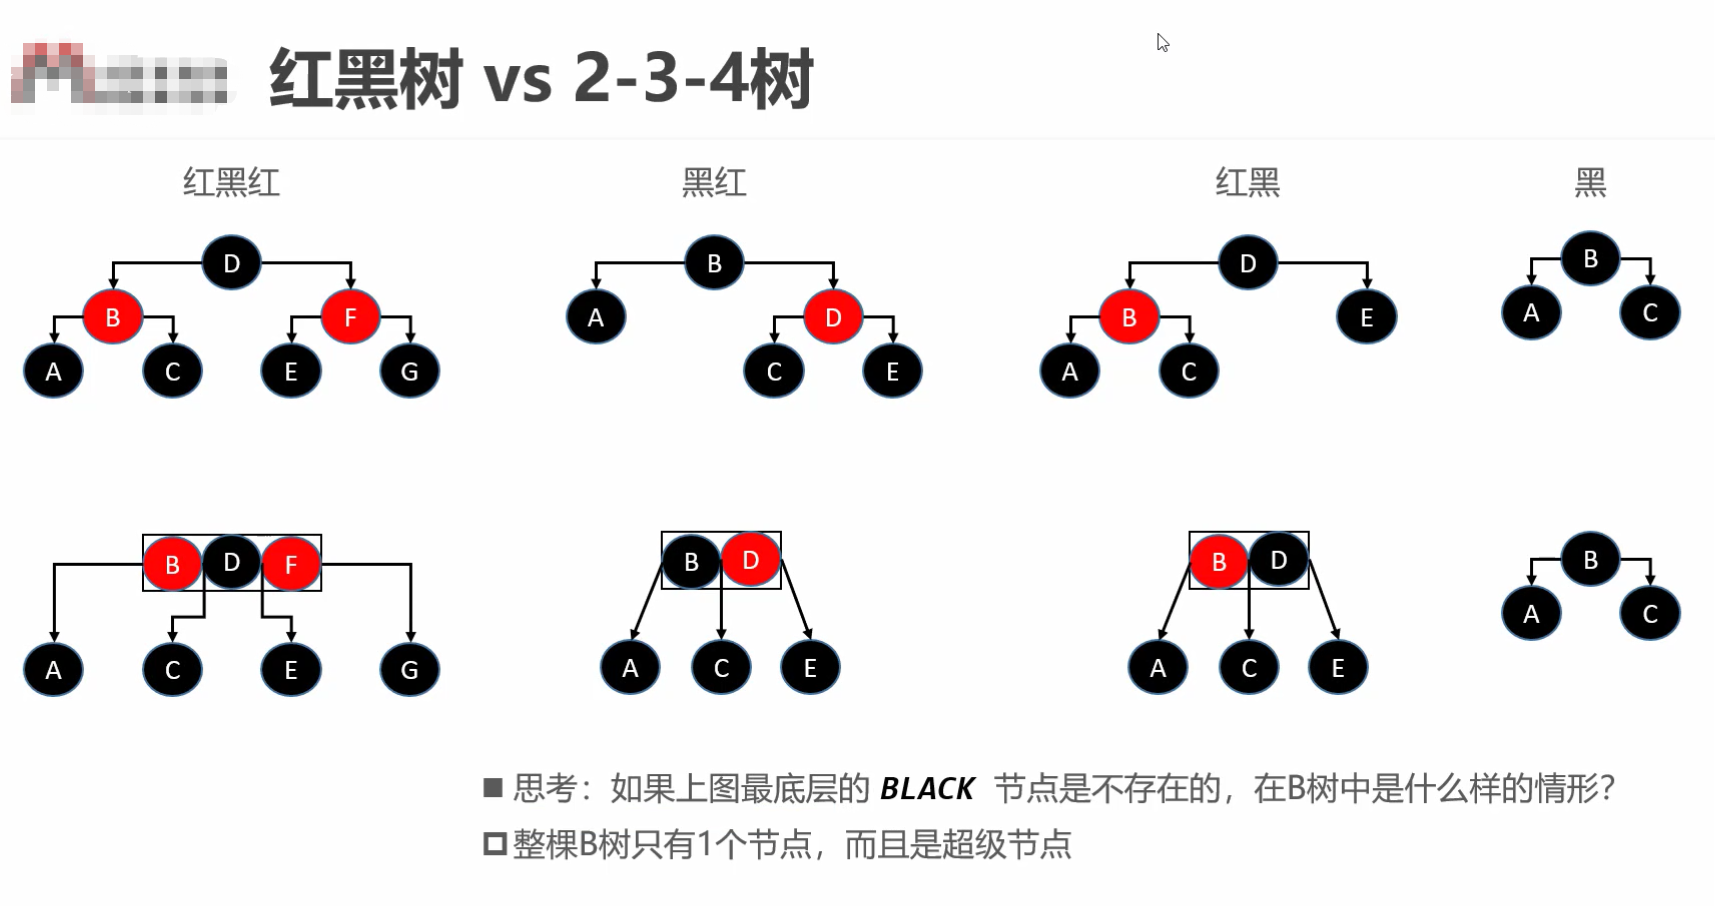 红黑树 vs 2-3-4树
红黑红 黑红 红黑 黑
D B D B
B F A D B E A C
A C E G C E A C
B D F B D B D B
A C
A C E G A C E A C E
思考：如果上图最底层的 BLACK 节点是不存在的，在B树中是什么样的情形？
整棵B树只有1个节点，而且是超级节点